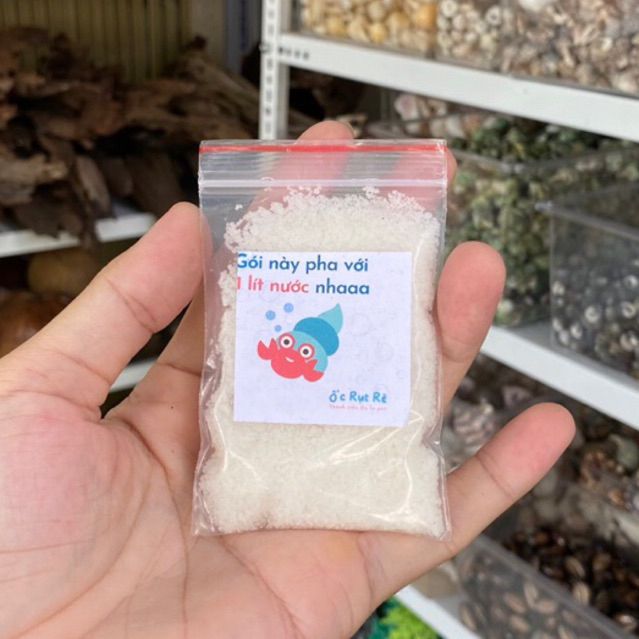 Gói này pha với
1 lít nước nhaaa
Ốc Rụt Rè